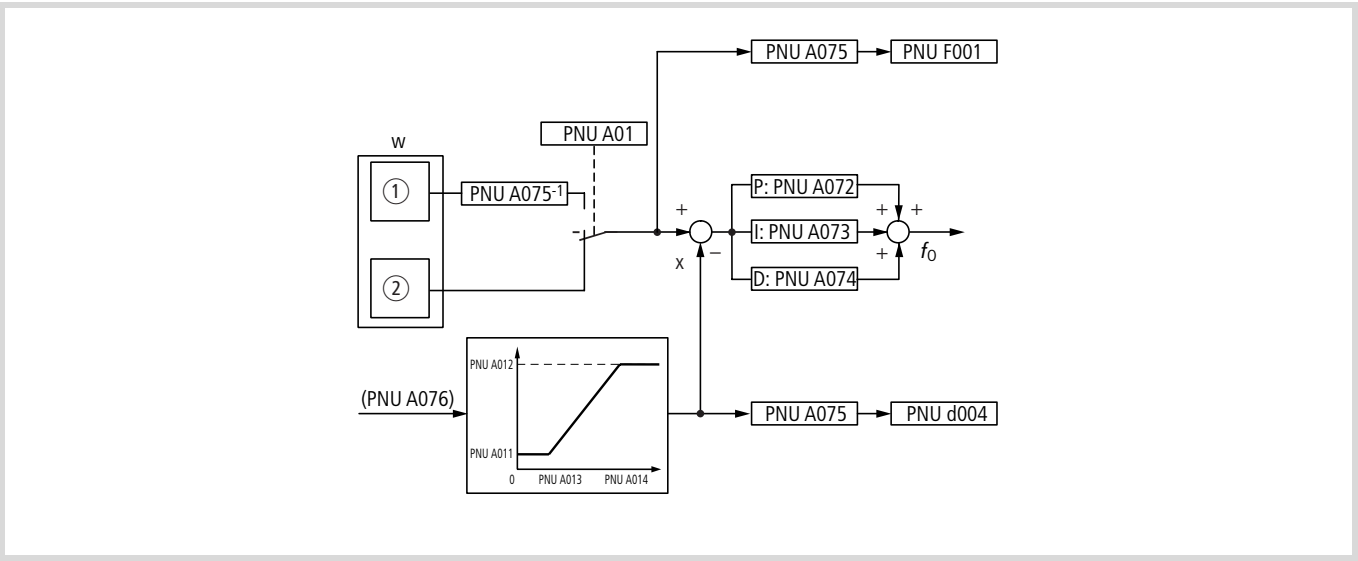 PNU A075
PNU F001
PNU A01
w
1
PNU A075-1
P: PNU A072
+
+
+
I: PNU A073
x
−
+
f0
2
D: PNU A074
PNU A012
(PNU A076)
PNU A075
PNU d004
PNU A011
0
PNU A013
PNU A014